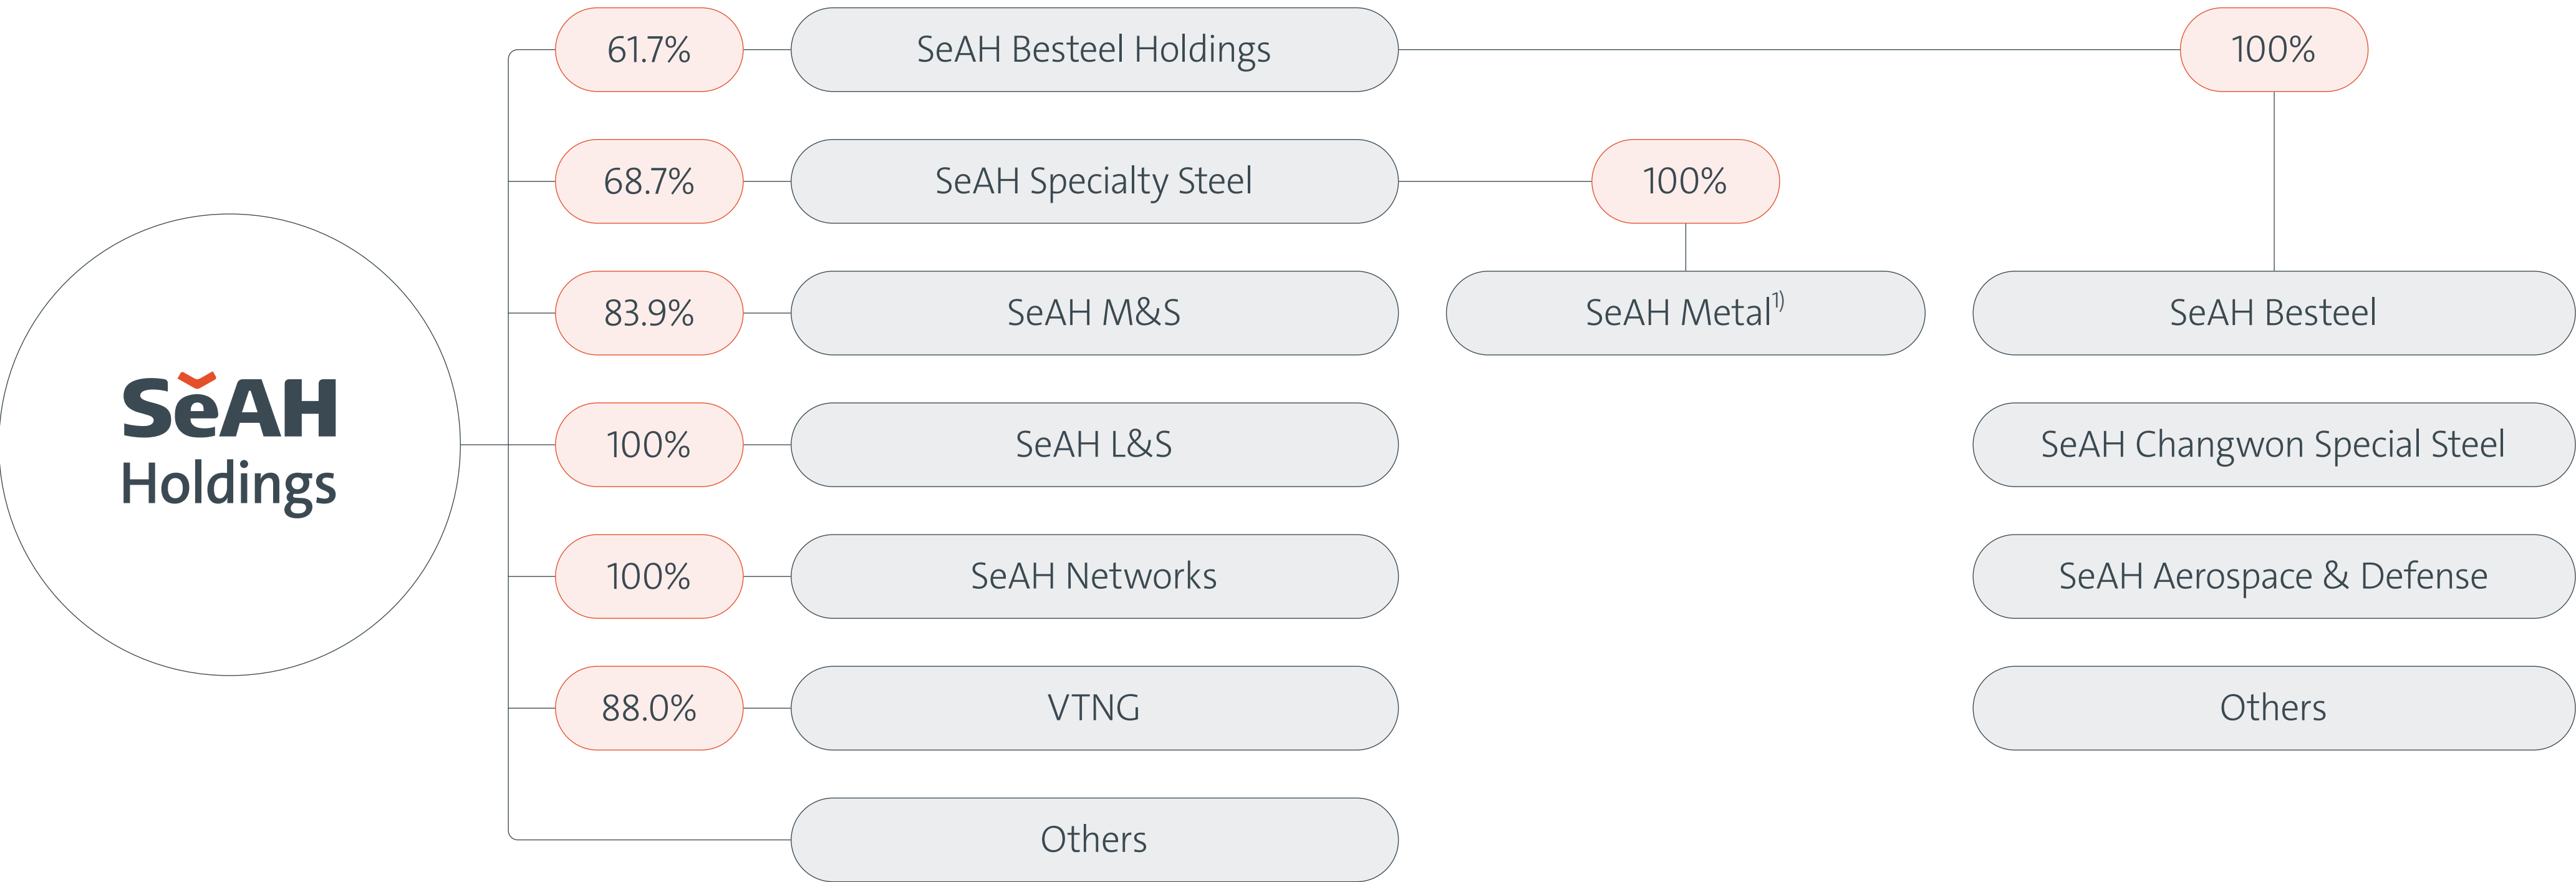 SeAH
Holdings
61.7%
SeAH Besteel Holdings
100%
68.7%
SeAH Specialty Steel
100%
83.9%
SeAH M&S
SeAH Metal1)
SeAH Besteel
100%
SeAH L&S
SeAH Changwon Special Steel
100%
SeAH Networks
SeAH Aerospace & Defense
88.0%
VTNG
Others
Others